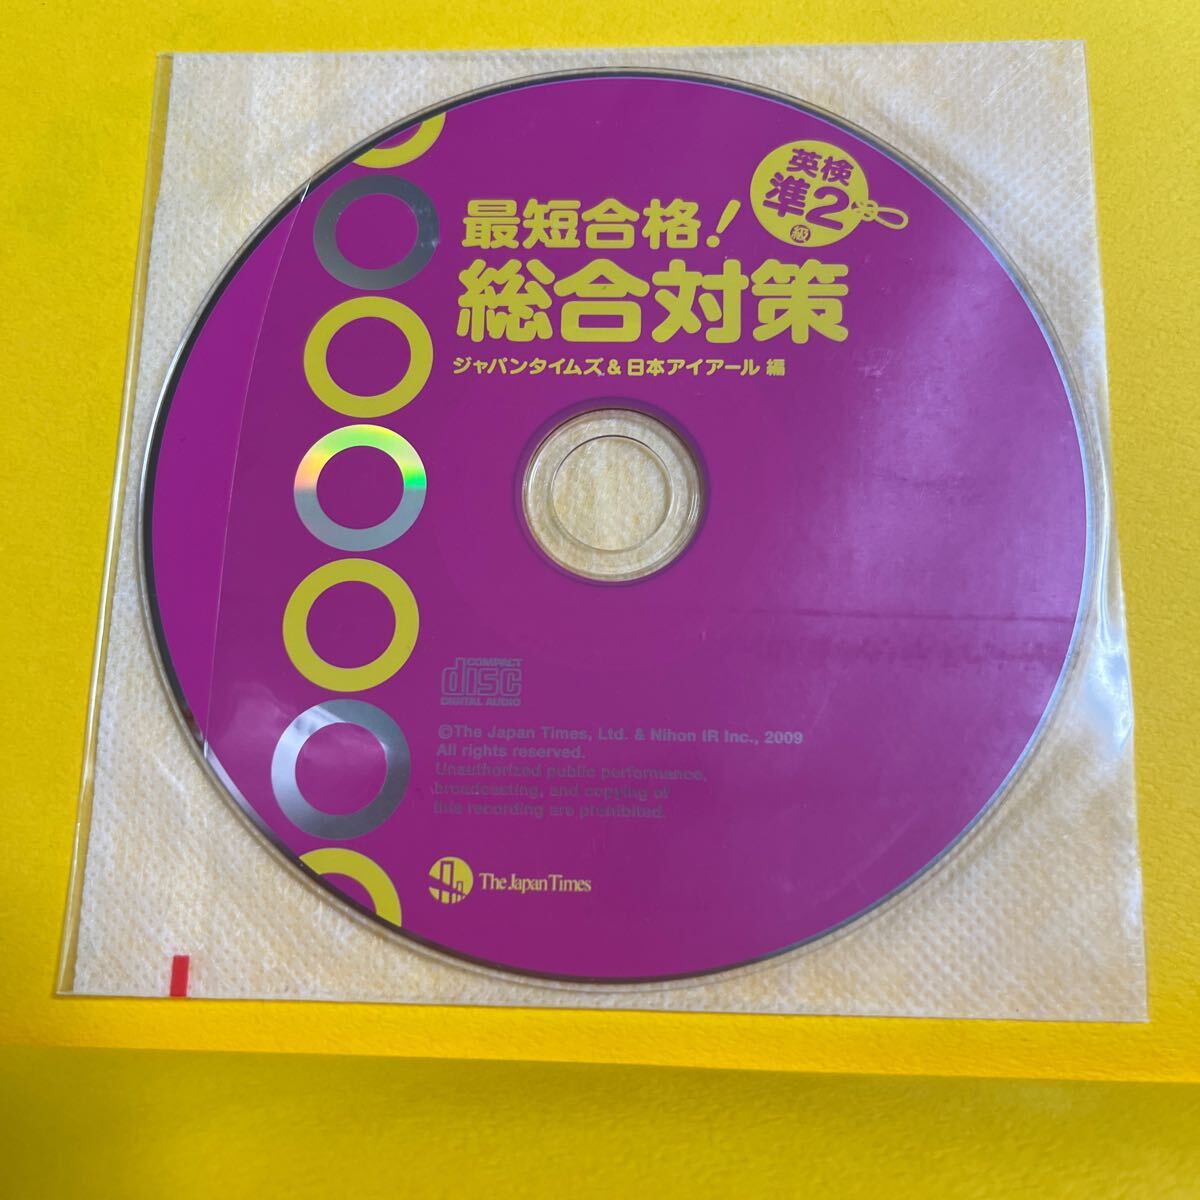 英検
準2
級
最短合格!
総合対策
ジャパンタイムズ & 日本アイアール 編
COMPACT
disc
DIGITAL AUDIO
©The Japan Times, Ltd. & Nihon IR Inc., 2009
All rights reserved.
Unauthorized public performance,
broadcasting, and copying of
this recording are prohibited.
The Japan Times